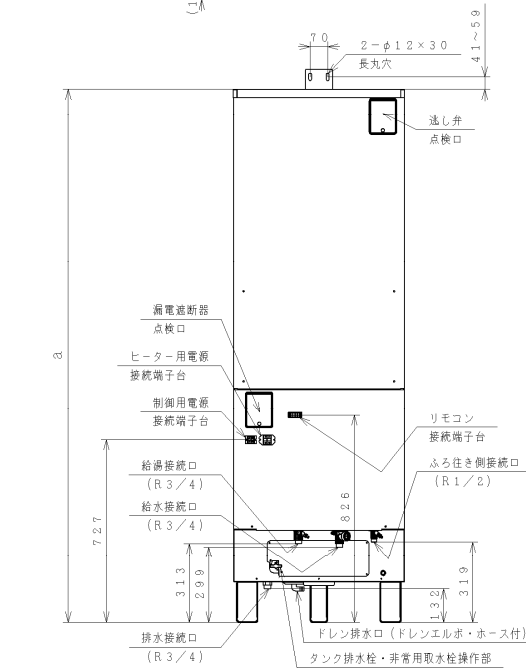 70
2-φ12×30
長丸穴
41~59
逃し弁
点検口
漏電遮断器
点検口
a
ヒーター用電源
接続端子台
制御用電源
接続端子台
リモコン
接続端子台
給湯接続口
(R3/4)
ふろ往き側接続口
(R1/2)
給水接続口
(R3/4)
826
727
313
299
132
319
排水接続口
(R3/4)
ドレン排水口(ドレンエルボ・ホース付)
タンク排水栓・非常用取水栓操作部